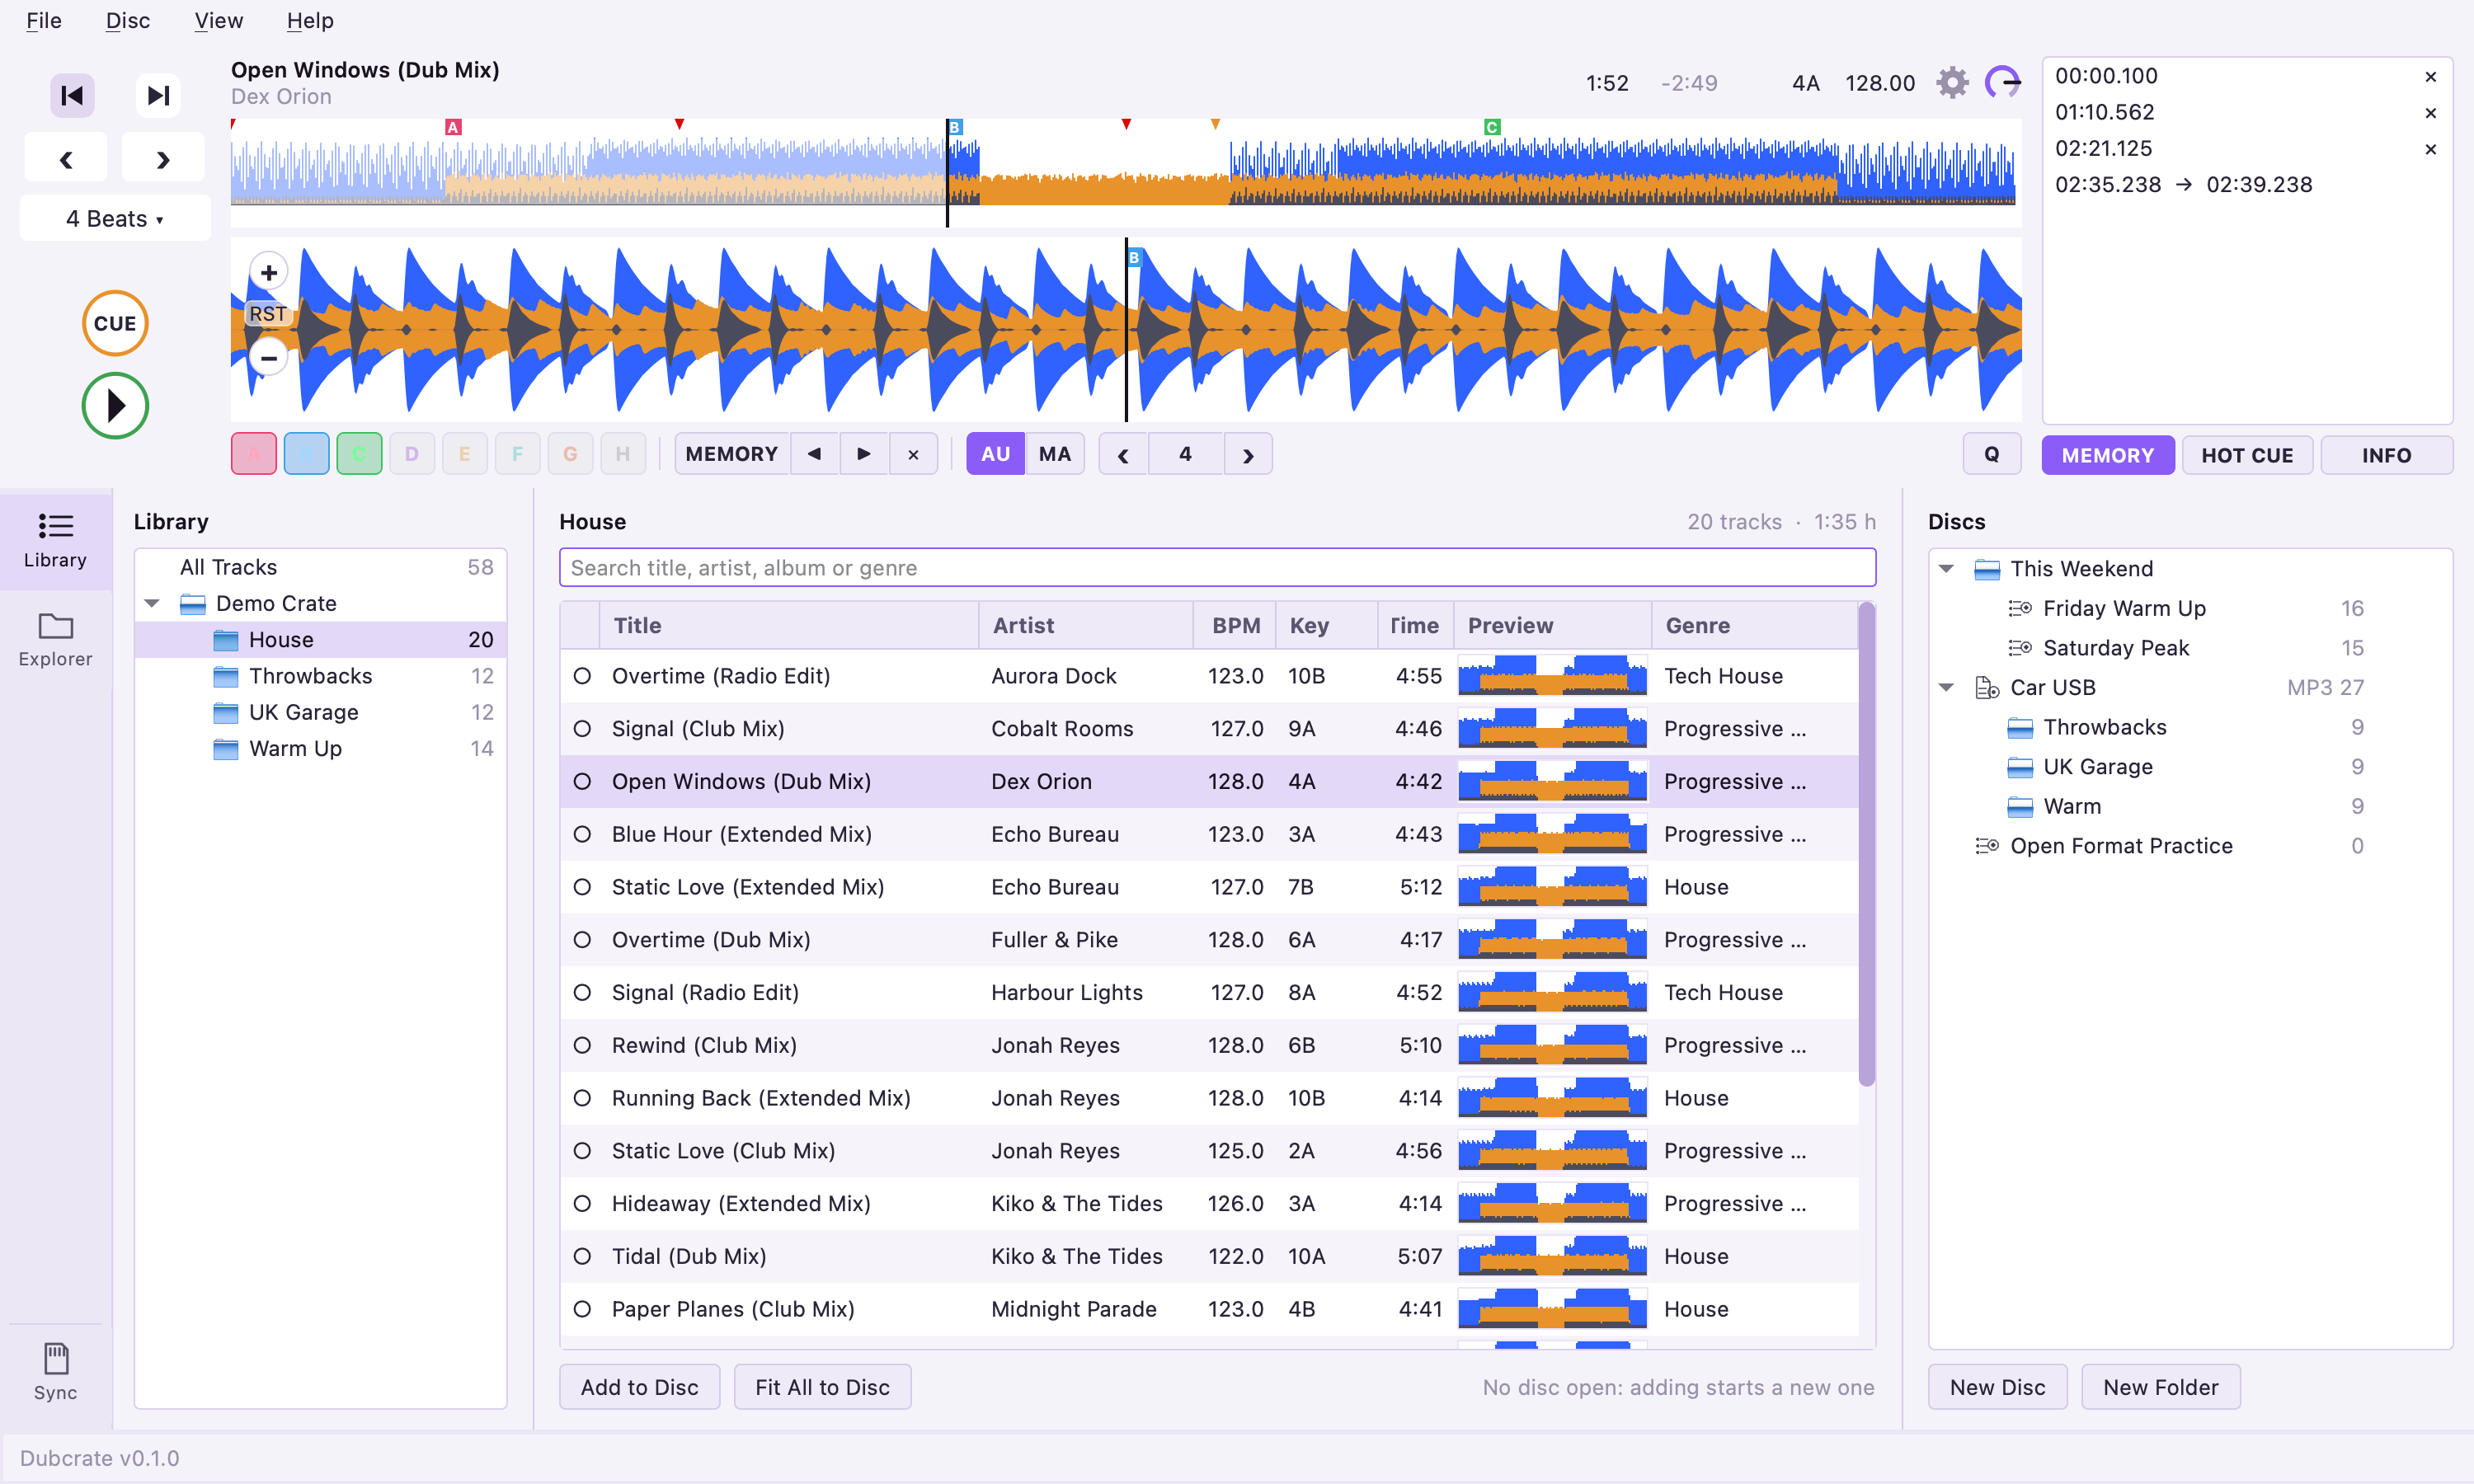 File Disc View Help
Open Windows (Dub Mix)
Dex Orion
1:52 -2:49 4A 128.00
00:00.100 ×
01:10.562 ×
02:21.125 ×
02:35.238 → 02:39.238
A B C
4 Beats ▾
B
+
RST
−
CUE
A B C D E F G H MEMORY ◀ ▶ × AU MA ‹ 4 › Q
MEMORY HOT CUE INFO
Library
Explorer
Sync
Library
All Tracks 58
Demo Crate
House 20
Throwbacks 12
UK Garage 12
Warm Up 14
House 20 tracks · 1:35 h
Search title, artist, album or genre
Title Artist BPM Key Time Preview Genre
Overtime (Radio Edit) Aurora Dock 123.0 10B 4:55 Tech House
Signal (Club Mix) Cobalt Rooms 127.0 9A 4:46 Progressive ...
Open Windows (Dub Mix) Dex Orion 128.0 4A 4:42 Progressive ...
Blue Hour (Extended Mix) Echo Bureau 123.0 3A 4:43 Progressive ...
Static Love (Extended Mix) Echo Bureau 127.0 7B 5:12 House
Overtime (Dub Mix) Fuller & Pike 128.0 6A 4:17 Progressive ...
Signal (Radio Edit) Harbour Lights 127.0 8A 4:52 Tech House
Rewind (Club Mix) Jonah Reyes 128.0 6B 5:10 Progressive ...
Running Back (Extended Mix) Jonah Reyes 128.0 10B 4:14 House
Static Love (Club Mix) Jonah Reyes 125.0 2A 4:56 Progressive ...
Hideaway (Extended Mix) Kiko & The Tides 126.0 3A 4:14 Progressive ...
Tidal (Dub Mix) Kiko & The Tides 122.0 10A 5:07 House
Paper Planes (Club Mix) Midnight Parade 123.0 4B 4:41 House
Add to Disc Fit All to Disc No disc open: adding starts a new one
Discs
This Weekend
Friday Warm Up 16
Saturday Peak 15
Car USB MP3 27
Throwbacks 9
UK Garage 9
Warm 9
Open Format Practice 0
New Disc New Folder
Dubcrate v0.1.0